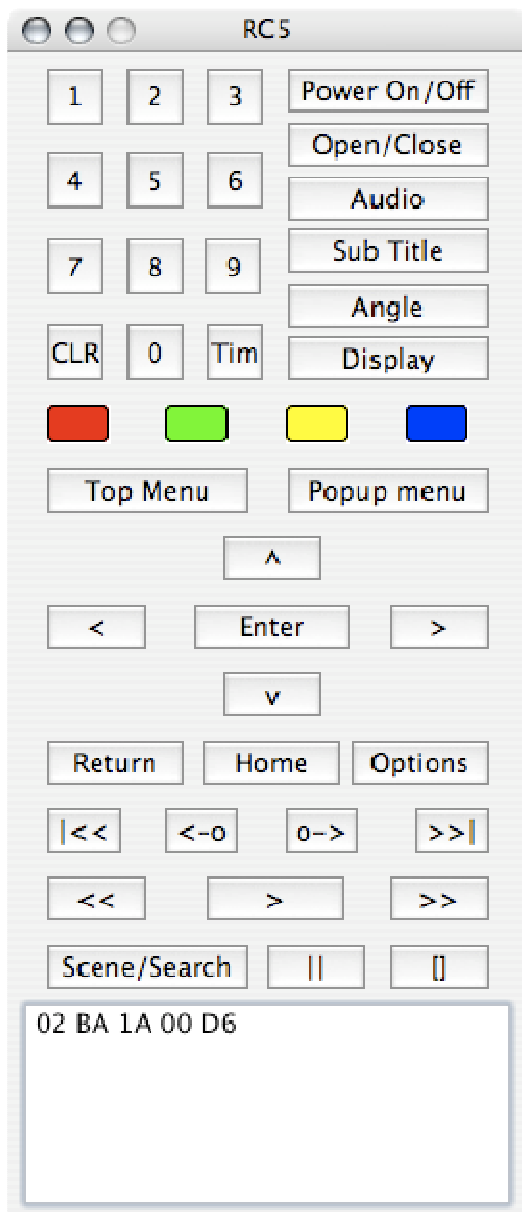 RC5
1 2 3 Power On/Off
Open/Close
4 5 6 Audio
Sub Title
7 8 9
Angle
CLR 0 Tim Display
Top Menu Popup menu
^
< Enter >
v
Return Home Options
|<< <-o o-> >>|
<< > >>
Scene/Search || []
02 BA 1A 00 D6